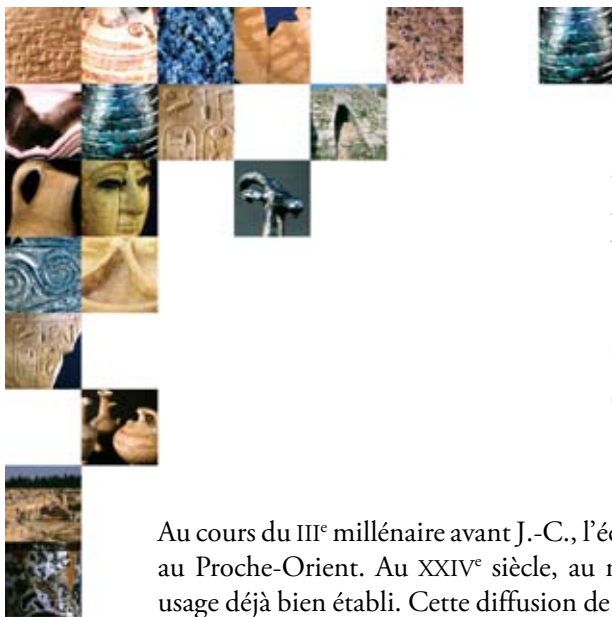 Au cours du IIIᵉ millénaire avant J.-C., l’éc
au Proche-Orient. Au XXIVᵉ siècle, au m
usage déjà bien établi. Cette diffusion de